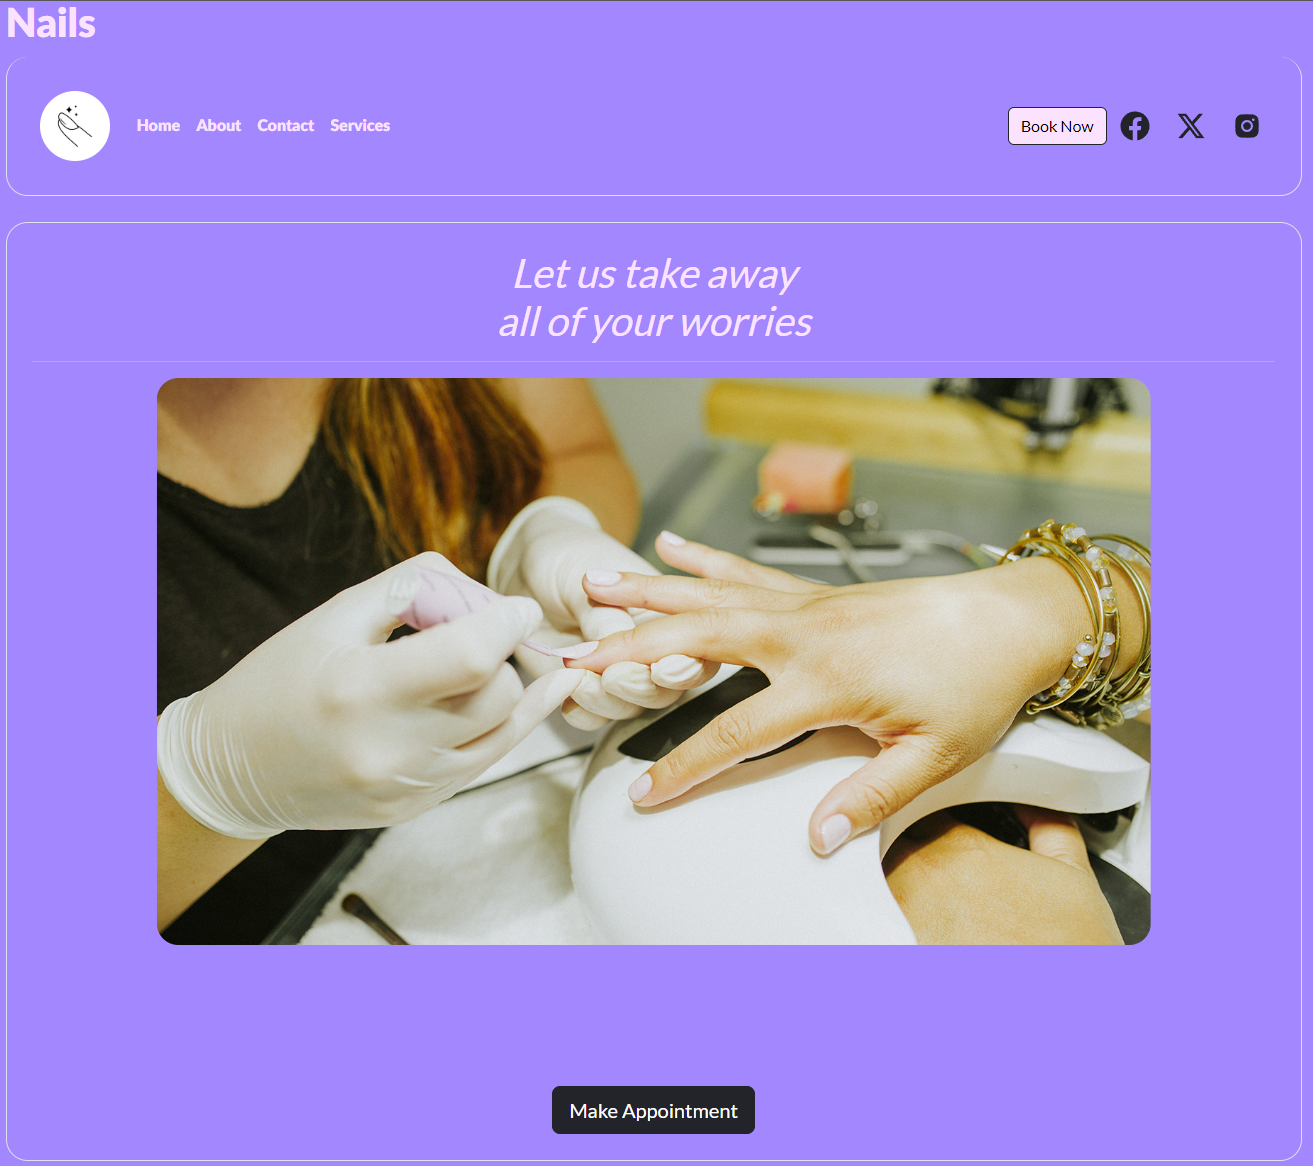 Nails
Home About Contact Services Book Now
Let us take away
all of your worries
Make Appointment